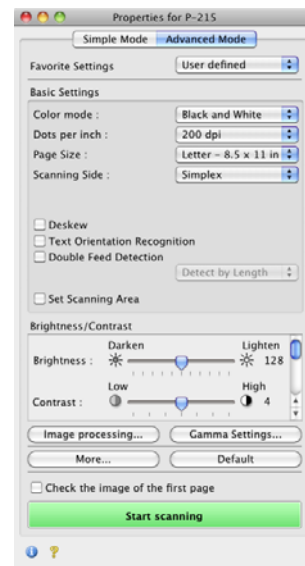 Properties for P-215
Simple Mode Advanced Mode
Favorite Settings User defined
Basic Settings
Color mode : Black and White
Dots per inch : 200 dpi
Page Size : Letter - 8.5 x 11 in
Scanning Side : Simplex
Deskew
Text Orientation Recognition
Double Feed Detection
Detect by Length
Set Scanning Area
Brightness/Contrast
Darken Lighten
Brightness : 128
Low High
Contrast : 4
Image processing... Gamma Settings...
More... Default
Check the image of the first page
Start scanning